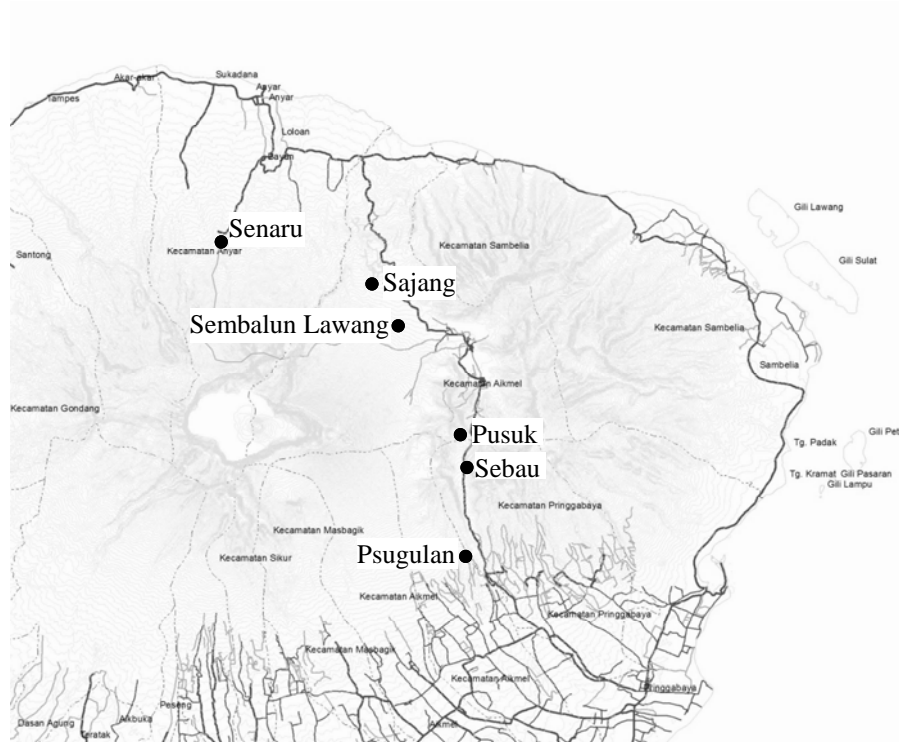 Sukadana
Akar-akar
Anyar
Anyar
Tampes
Loloan
Bayan
Gili Lawang
Senaru
Kecamatan Anyar
Kecamatan Sambelia
Santong
Gili Sulat
Sajang
Sembalun Lawang
Kecamatan Sambelia
Sambelia
Kecamatan Aikmel
Kecamatan Gondang
Pusuk
Gili Pet
Tg. Padak
Sebau
Tg. Kramat
Gili Pasaran
Gili Lampu
Kecamatan Pringgabaya
Kecamatan Masbagik
Psugulan
Kecamatan Sikur
Kecamatan Aikmel
Kecamatan Pringgabaya
Kecamatan Masbagik
Kecamatan Aikmel
Pringgabaya
Peseng
Dasan Agung
Aikbuka
Teratak
Aikmel